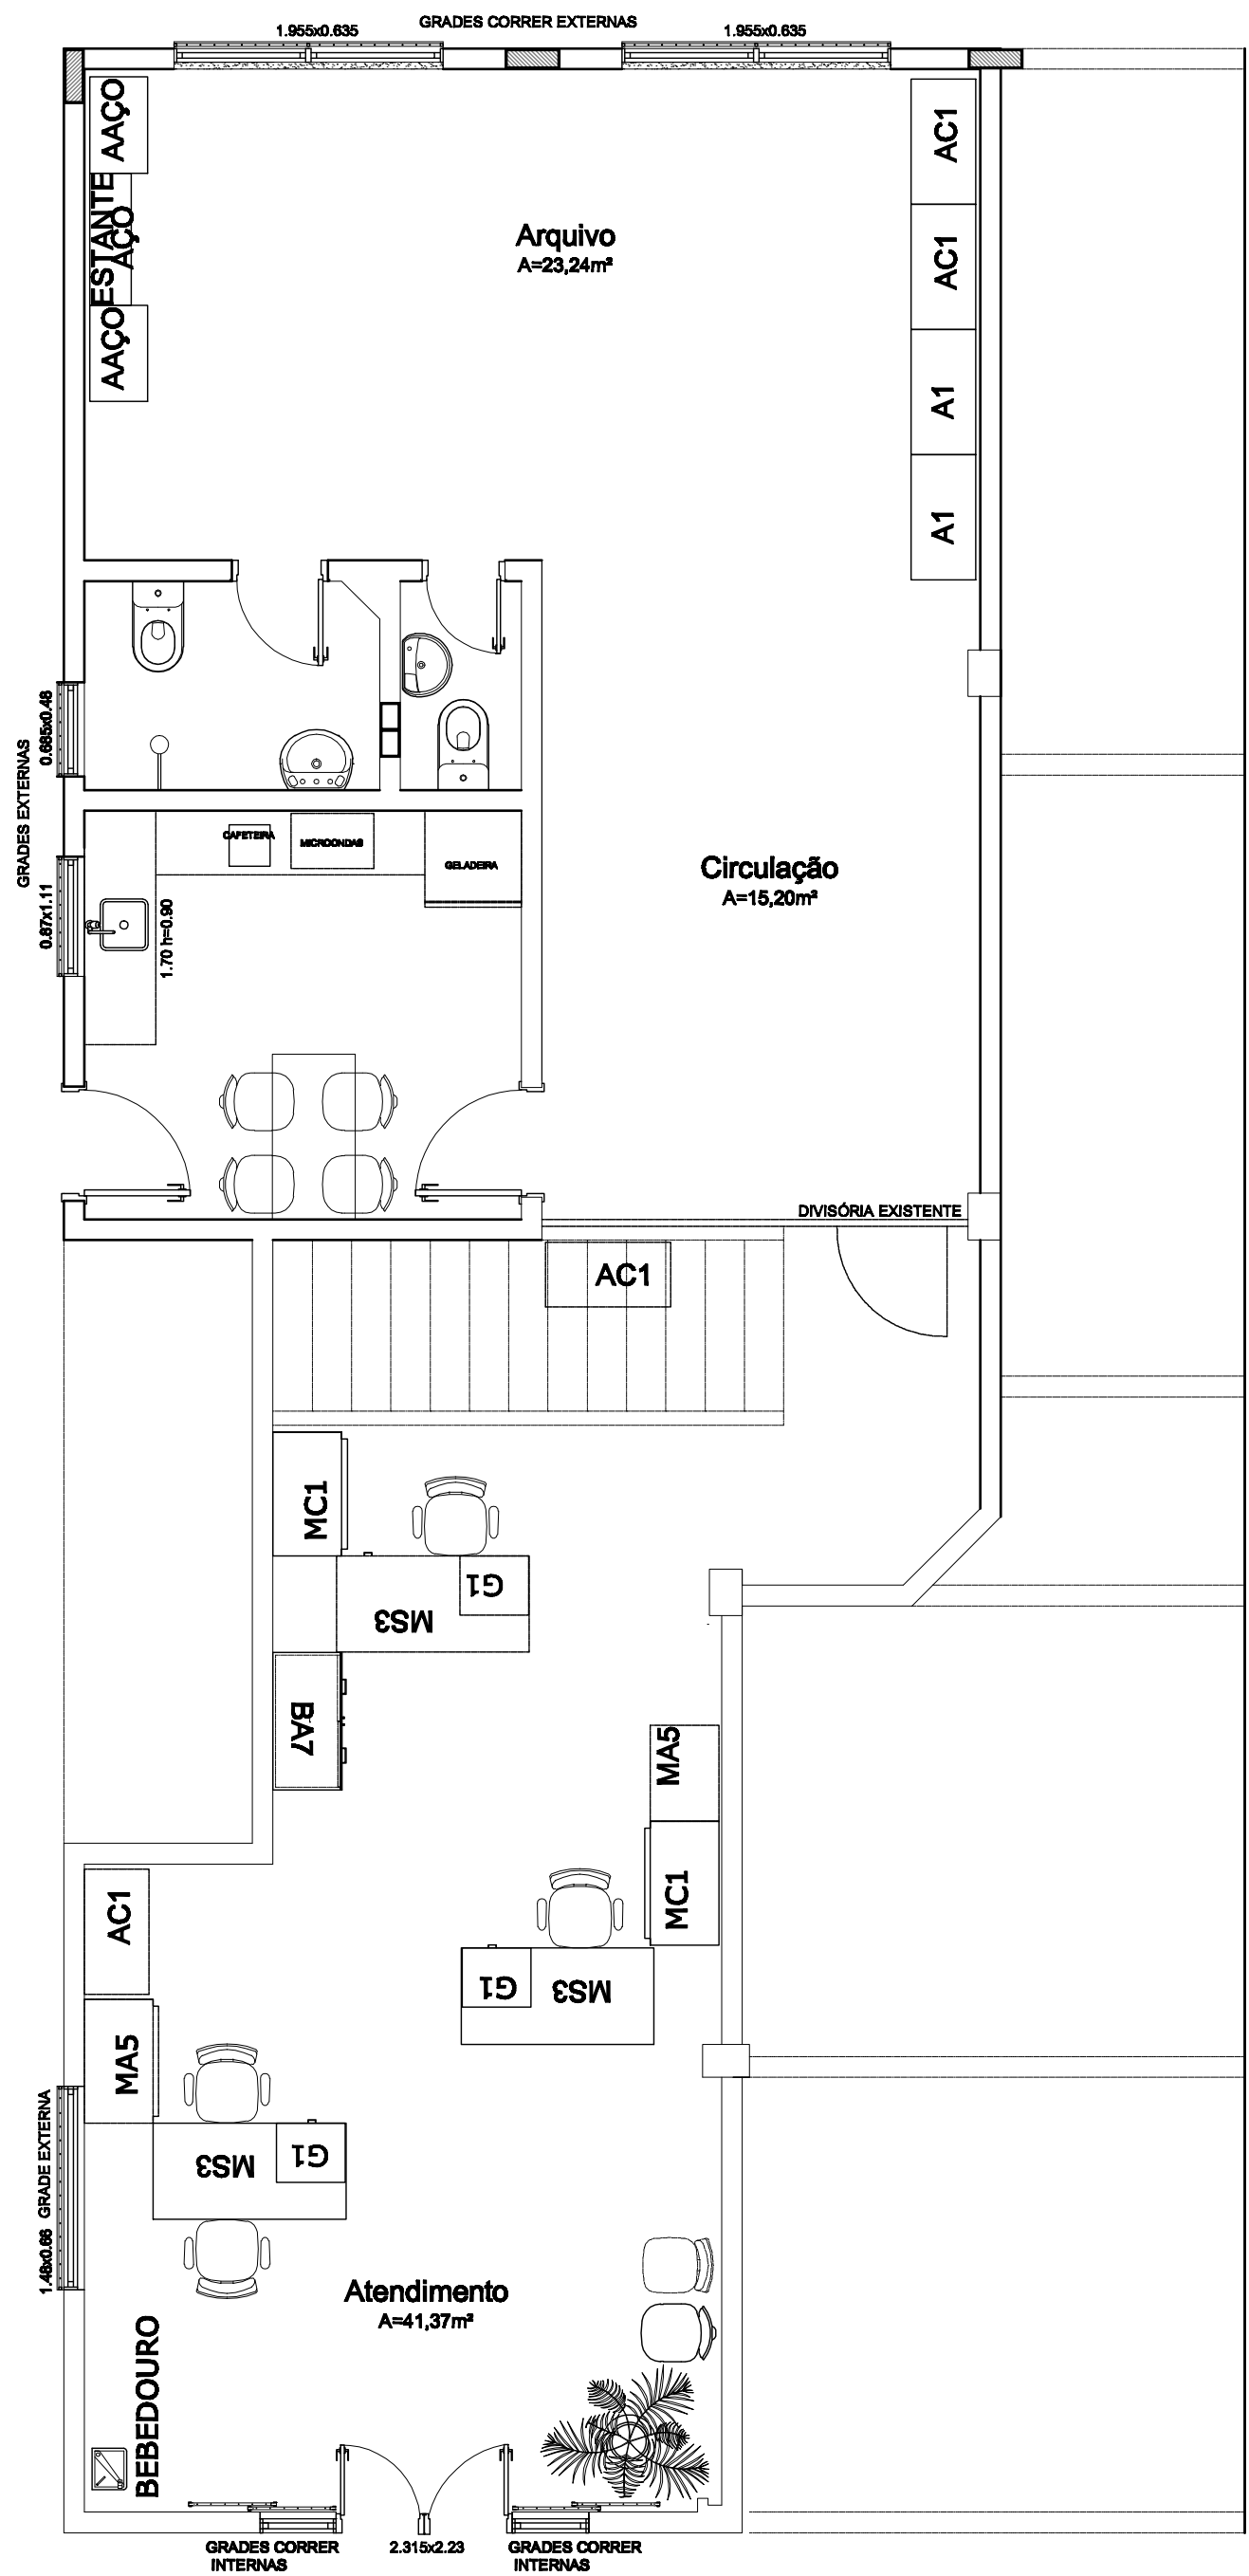 GRADES CORRER EXTERNAS
1.955x0.635
1.955x0.635
AAÇO
ESTANTE
AÇO
AAÇO
AC1
AC1
A1
A1
Arquivo
A=23,24m²
GRADES EXTERNAS
0.685x0.48
0.87x1.11
CAFETEIRA
MICROONDAS
GELADEIRA
1.70 h=0.90
Circulação
A=15,20m²
DIVISÓRIA EXISTENTE
AC1
MC1
G1
MS3
BA7
MA5
MC1
AC1
G1
MS3
MA5
G1
MS3
GRADE EXTERNA
1.48x0.66
Atendimento
A=41,37m²
BEBEDOURO
GRADES CORRER
INTERNAS
2.315x2.23
GRADES CORRER
INTERNAS